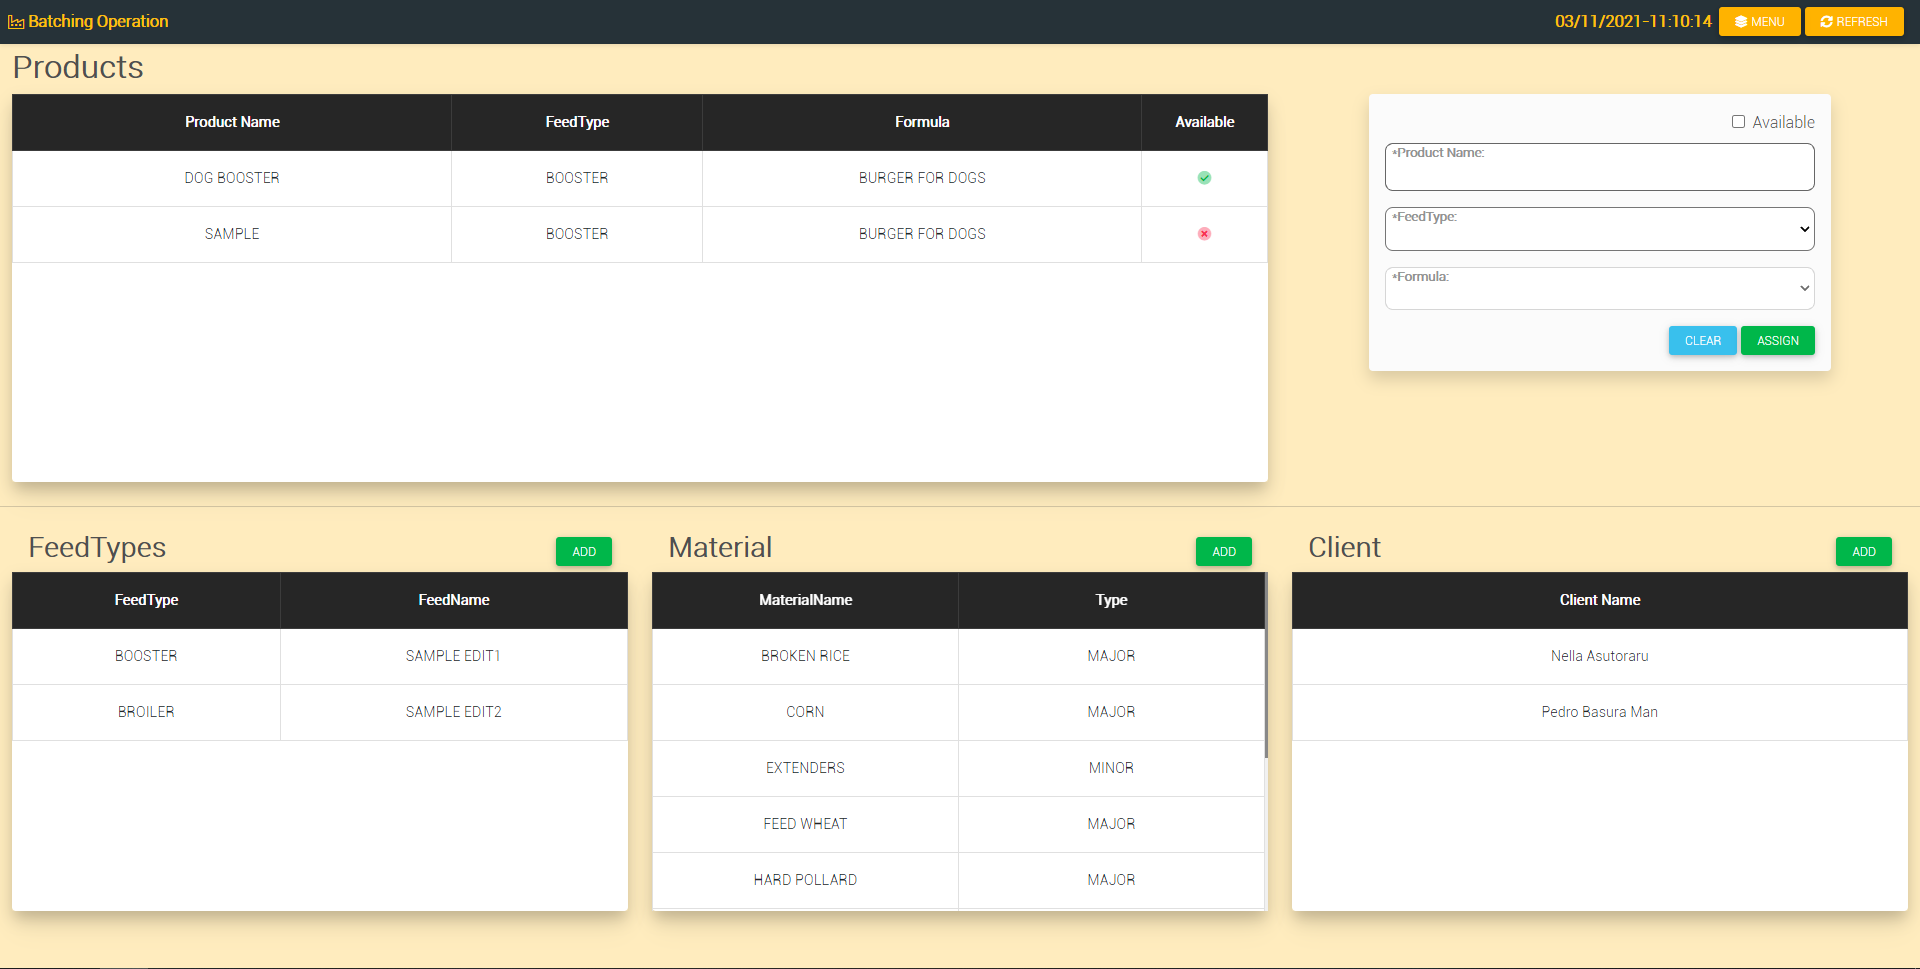 Batching Operation
03/11/2021-11:10:14 MENU REFRESH
Products
Product Name FeedType Formula Available
DOG BOOSTER BOOSTER BURGER FOR DOGS
SAMPLE BOOSTER BURGER FOR DOGS
Available
*Product Name:
*FeedType:
*Formula:
CLEAR ASSIGN
FeedTypes ADD
FeedType FeedName
BOOSTER SAMPLE EDIT1
BROILER SAMPLE EDIT2
Material ADD
MaterialName Type
BROKEN RICE MAJOR
CORN MAJOR
EXTENDERS MINOR
FEED WHEAT MAJOR
HARD POLLARD MAJOR
Client ADD
Client Name
Nella Asutoraru
Pedro Basura Man